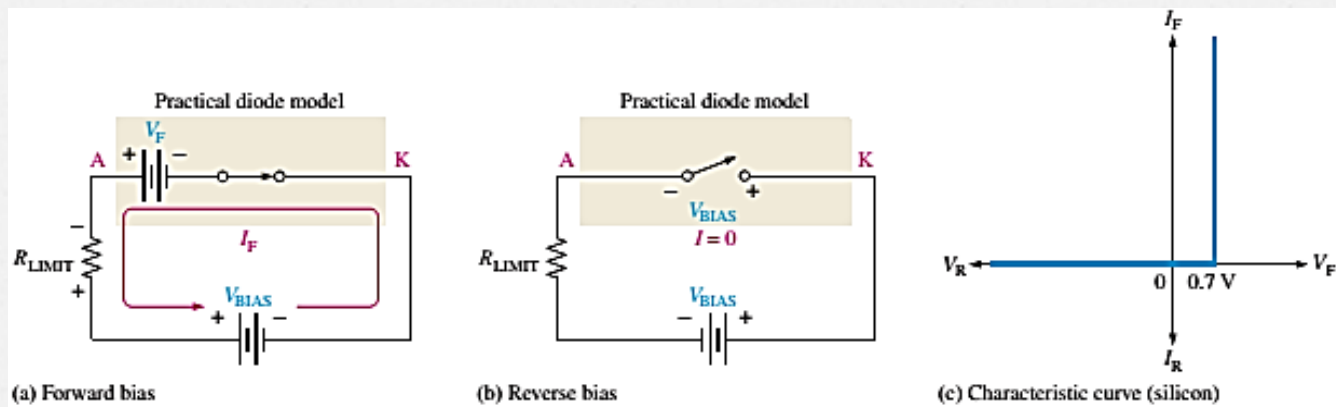 Practical diode model
V_F
A + − K
−
I_F
R_LIMIT
+
V_BIAS
+ −
(a) Forward bias
Practical diode model
A K
− +
V_BIAS
I = 0
R_LIMIT
V_BIAS
− +
(b) Reverse bias
I_F
V_R V_F
0 0.7 V
I_R
(c) Characteristic curve (silicon)